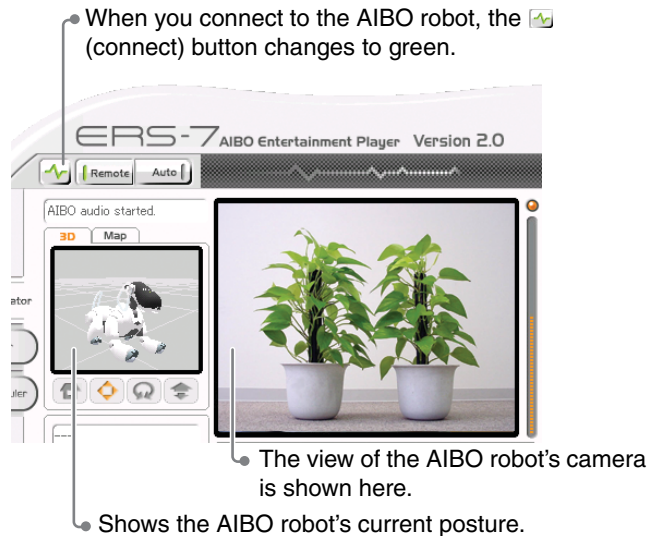 When you connect to the AIBO robot, the
(connect) button changes to green.
ERS-7 AIBO Entertainment Player Version 2.0
Remote Auto
AIBO audio started.
3D Map
ator
uler
The view of the AIBO robot's camera
is shown here.
Shows the AIBO robot's current posture.